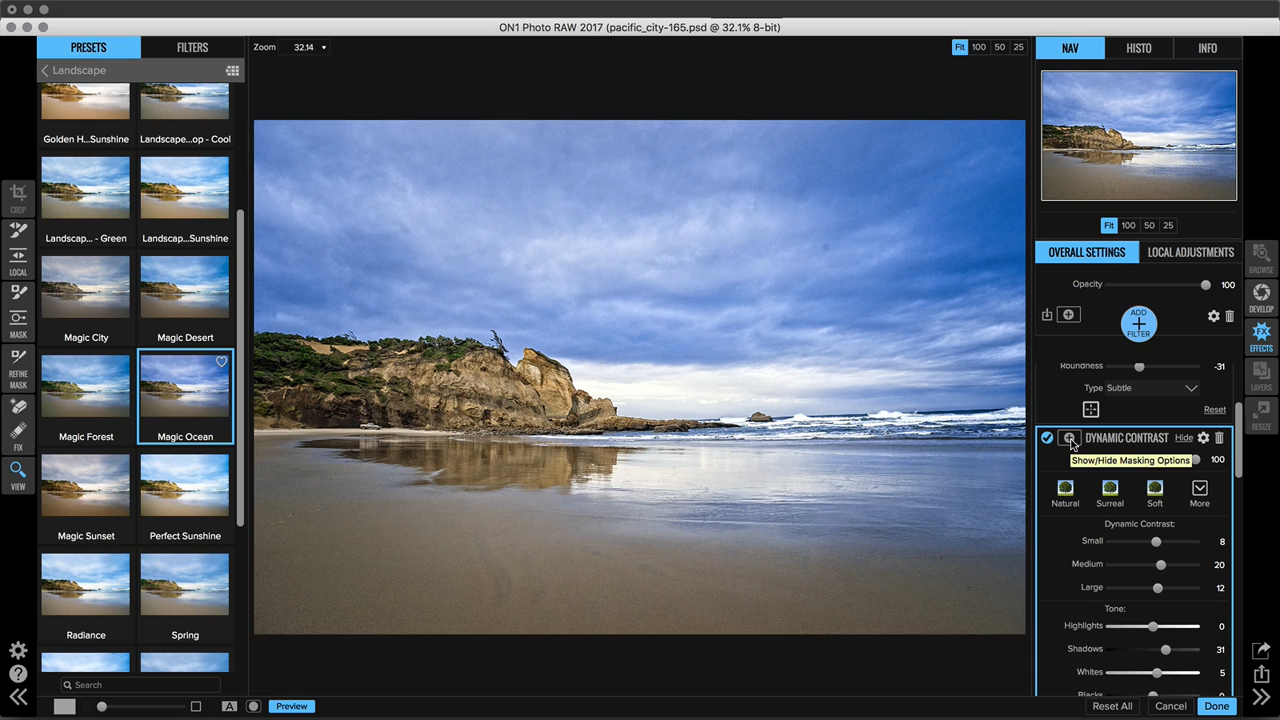 ON1 Photo RAW 2017 (pacific_city-165.psd @ 32.1% 8-bit)
PRESETS
FILTERS
Zoom 32.14
Fit 100 50 25
NAV
HISTO
INFO
Landscape
Golden H...Sunshine
Landscape...op - Cool
Landscap... - Green
Landscap...Sunshine
Magic City
Magic Desert
Magic Forest
Magic Ocean
Magic Sunset
Perfect Sunshine
Radiance
Spring
Search
CROP
LOCAL
MASK
REFINE
MASK
FIX
VIEW
A
Preview
Fit 100 50 25
OVERALL SETTINGS
LOCAL ADJUSTMENTS
Opacity 100
ADD
FILTER
Roundness -31
Type Subtle
Reset
DYNAMIC CONTRAST Hide
Show/Hide Masking Options 100
Natural Surreal Soft More
Dynamic Contrast:
Small 8
Medium 20
Large 12
Tone:
Highlights 0
Shadows 31
Whites 5
Blacks 0
Reset All Cancel Done
BROWSE
DEVELOP
FX
EFFECTS
LAYERS
RESIZE